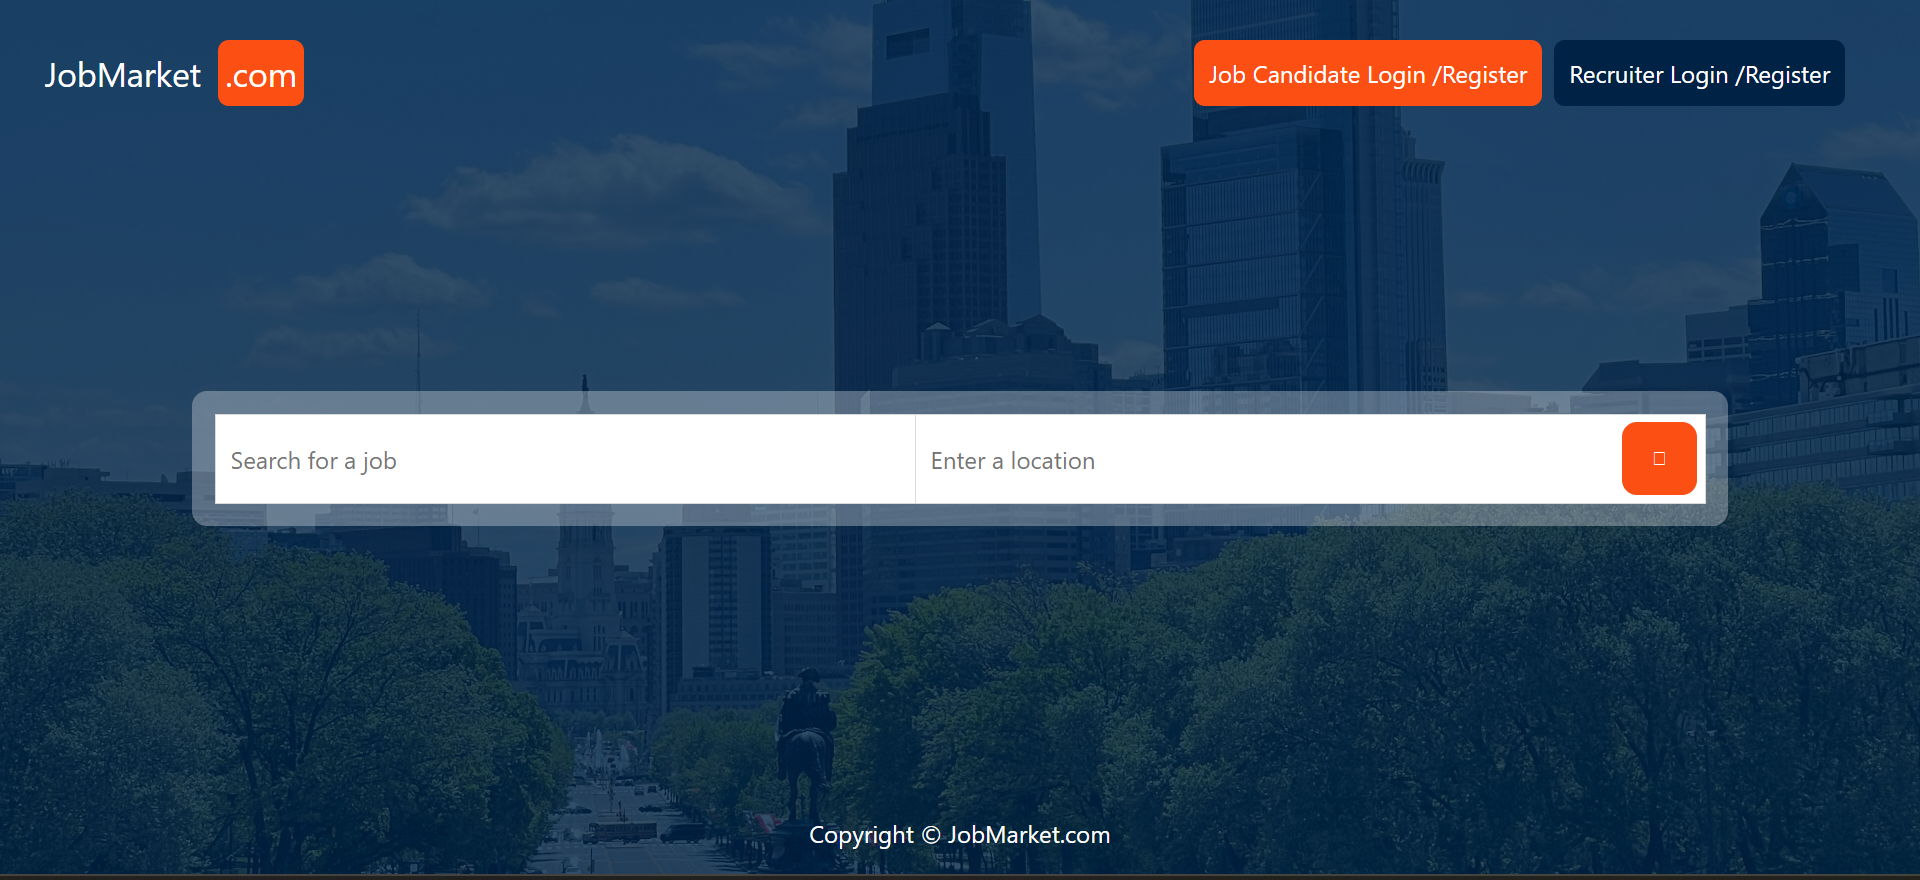 JobMarket .com
Job Candidate Login /Register
Recruiter Login /Register
Search for a job
Enter a location
Copyright © JobMarket.com